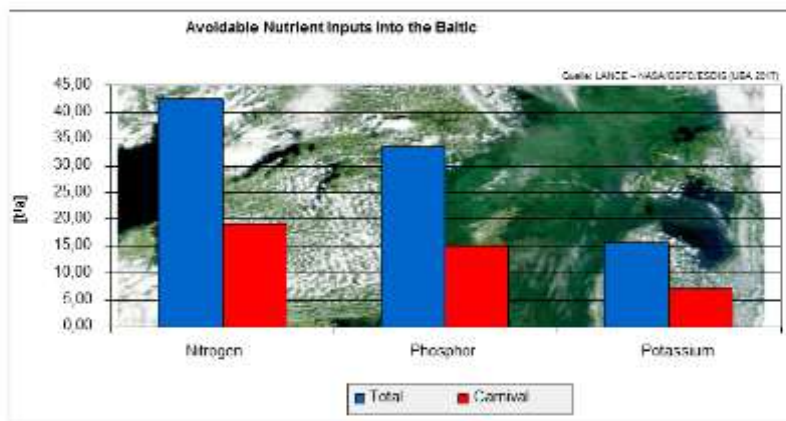 Avoidable Nutrient Inputs into the Baltic
Quelle: LANCE – NASA/GSFC/ESDIS (UBA 2017)
45,00
40,00
35,00
30,00
25,00
20,00
15,00
10,00
5,00
0,00
[t/a]
Nitrogen Phosphor Potassium
Total Carnival